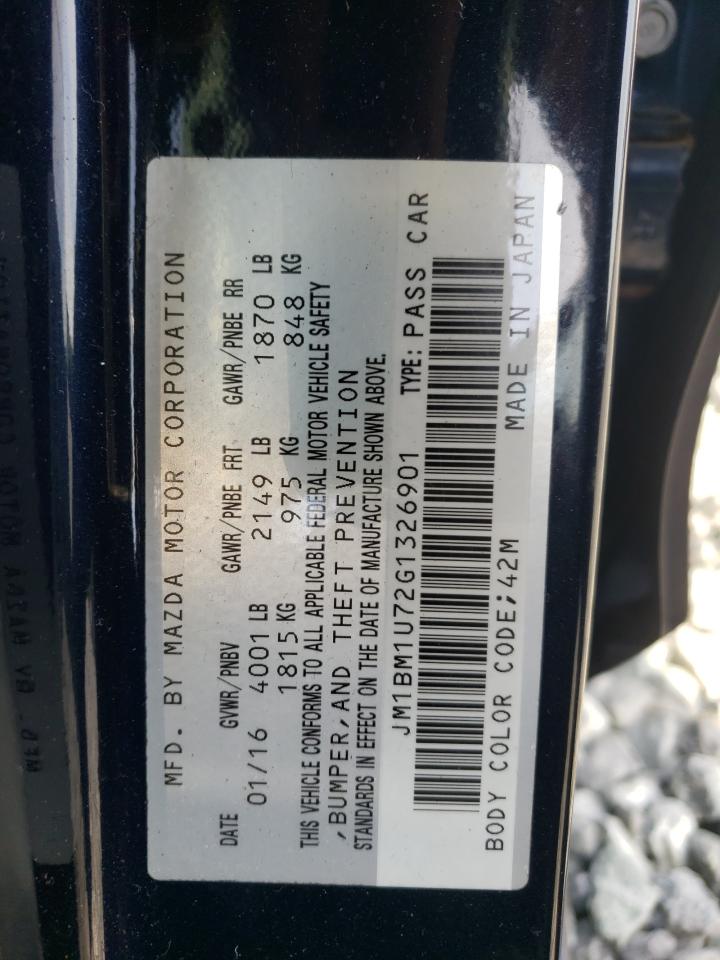 MFD. BY MAZDA MOTOR CORPORATION
DATE GVWR/PNBV GAWR/PNBE FRT GAWR/PNBE RR
01/16 4001 LB 2149 LB 1870 LB
1815 KG 975 KG 848 KG
THIS VEHICLE CONFORMS TO ALL APPLICABLE FEDERAL MOTOR VEHICLE SAFETY
,BUMPER,AND THEFT PREVENTION
STANDARDS IN EFFECT ON THE DATE OF MANUFACTURE SHOWN ABOVE.
JM1BM1U72G1326901 TYPE: PASS CAR
BODY COLOR CODE;42M MADE IN JAPAN